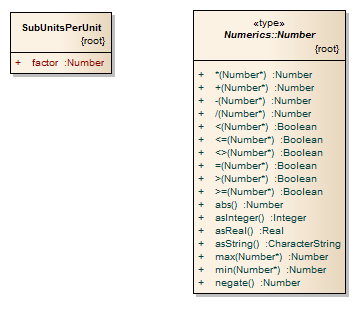 SubUnitsPerUnit
{root}
+ factor :Number
«type»
Numerics::Number
{root}
+ *(Number*) :Number
+ +(Number*) :Number
+ -(Number*) :Number
+ /(Number*) :Number
+ <(Number*) :Boolean
+ <=(Number*) :Boolean
+ <>(Number*) :Boolean
+ =(Number*) :Boolean
+ >(Number*) :Boolean
+ >=(Number*) :Boolean
+ abs() :Number
+ asInteger() :Integer
+ asReal() :Real
+ asString() :CharacterString
+ max(Number*) :Number
+ min(Number*) :Number
+ negate() :Number